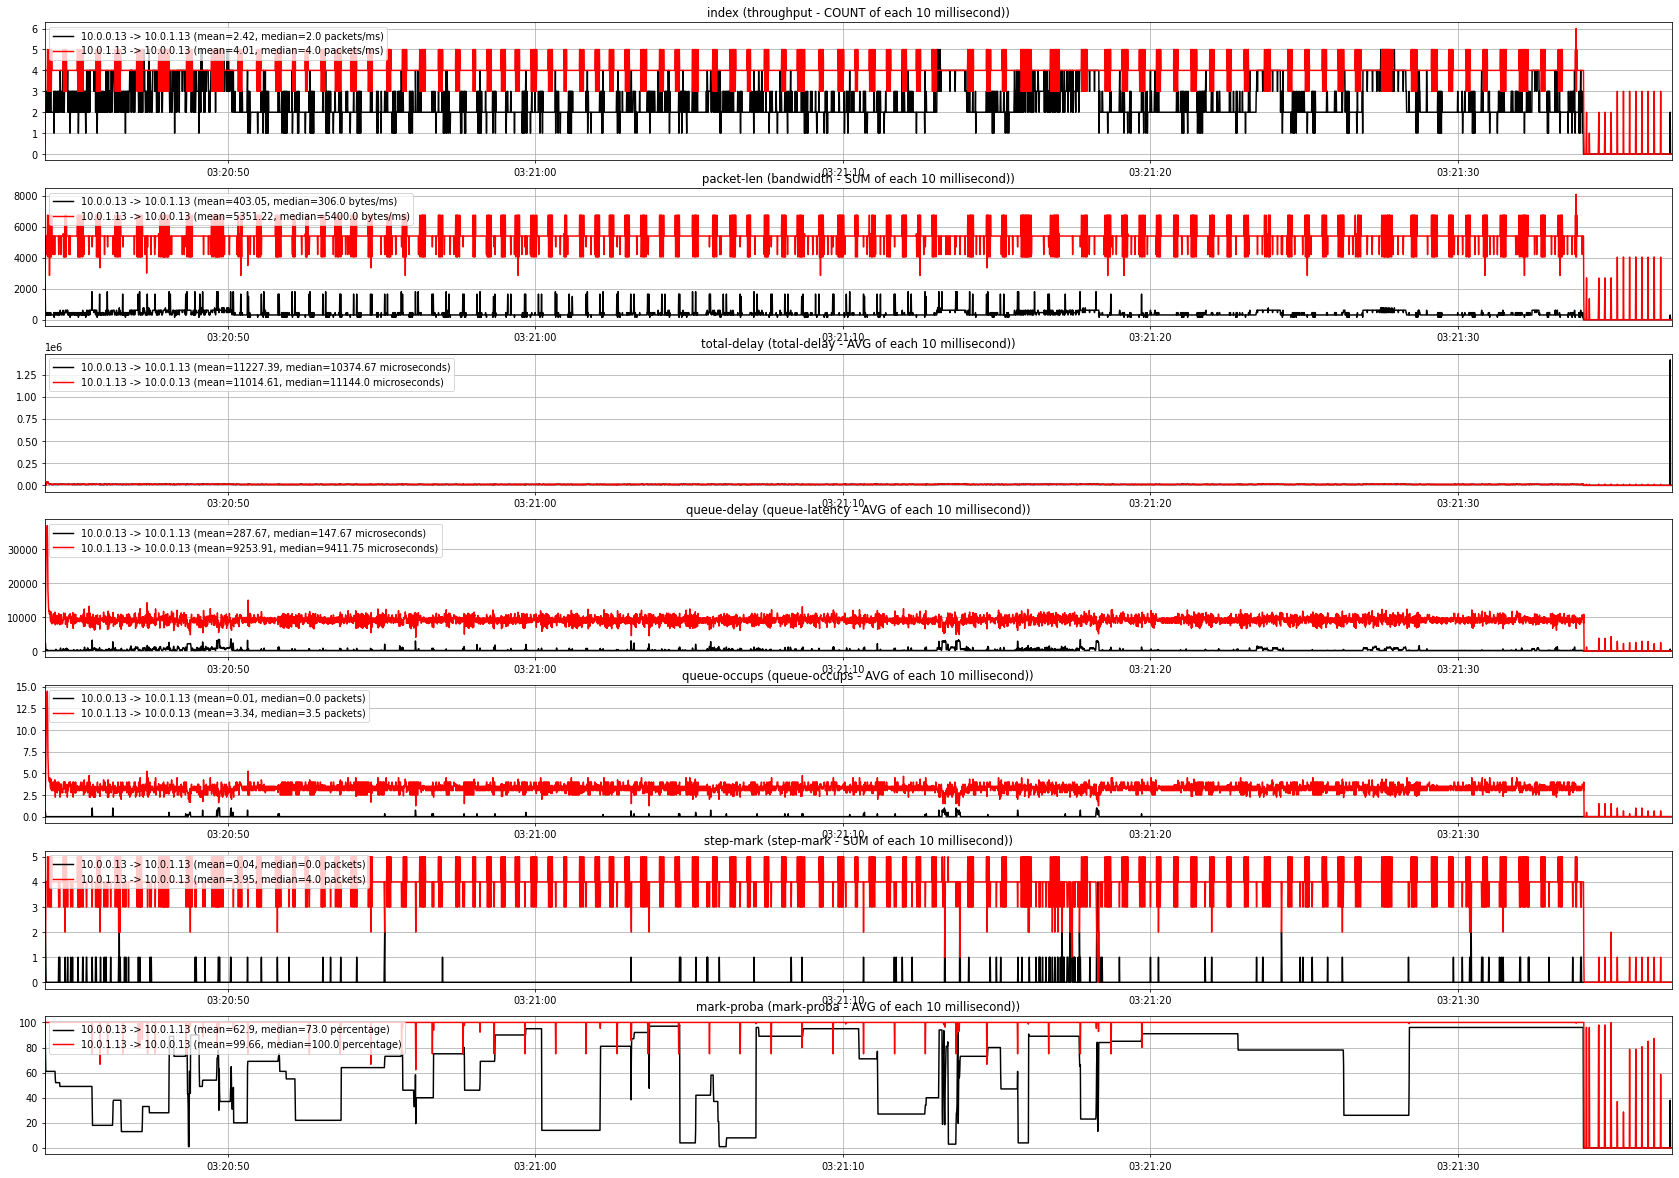 index (throughput - COUNT of each 10 millisecond))
10.0.0.13 -> 10.0.1.13 (mean=2.42, median=2.0 packets/ms)
10.0.1.13 -> 10.0.0.13 (mean=4.01, median=4.0 packets/ms)
6
5
4
3
2
1
0
03:20:50 03:21:00 03:21:10 03:21:20 03:21:30
packet-len (bandwidth - SUM of each 10 millisecond))
10.0.0.13 -> 10.0.1.13 (mean=403.05, median=306.0 bytes/ms)
10.0.1.13 -> 10.0.0.13 (mean=5351.22, median=5400.0 bytes/ms)
8000
6000
4000
2000
0
03:20:50 03:21:00 03:21:10 03:21:20 03:21:30
total-delay (total-delay - AVG of each 10 millisecond))
1e6
10.0.0.13 -> 10.0.1.13 (mean=11227.39, median=10374.67 microseconds)
10.0.1.13 -> 10.0.0.13 (mean=11014.61, median=11144.0 microseconds)
1.25
1.00
0.75
0.50
0.25
0.00
03:20:50 03:21:00 03:21:10 03:21:20 03:21:30
queue-delay (queue-latency - AVG of each 10 millisecond))
10.0.0.13 -> 10.0.1.13 (mean=287.67, median=147.67 microseconds)
10.0.1.13 -> 10.0.0.13 (mean=9253.91, median=9411.75 microseconds)
30000
20000
10000
0
03:20:50 03:21:00 03:21:10 03:21:20 03:21:30
queue-occups (queue-occups - AVG of each 10 millisecond))
10.0.0.13 -> 10.0.1.13 (mean=0.01, median=0.0 packets)
10.0.1.13 -> 10.0.0.13 (mean=3.34, median=3.5 packets)
15.0
12.5
10.0
7.5
5.0
2.5
0.0
03:20:50 03:21:00 03:21:10 03:21:20 03:21:30
step-mark (step-mark - SUM of each 10 millisecond))
10.0.0.13 -> 10.0.1.13 (mean=0.04, median=0.0 packets)
10.0.1.13 -> 10.0.0.13 (mean=3.95, median=4.0 packets)
5
4
3
2
1
0
03:20:50 03:21:00 03:21:10 03:21:20 03:21:30
mark-proba (mark-proba - AVG of each 10 millisecond))
10.0.0.13 -> 10.0.1.13 (mean=62.9, median=73.0 percentage)
10.0.1.13 -> 10.0.0.13 (mean=99.66, median=100.0 percentage)
100
80
60
40
20
0
03:20:50 03:21:00 03:21:10 03:21:20 03:21:30